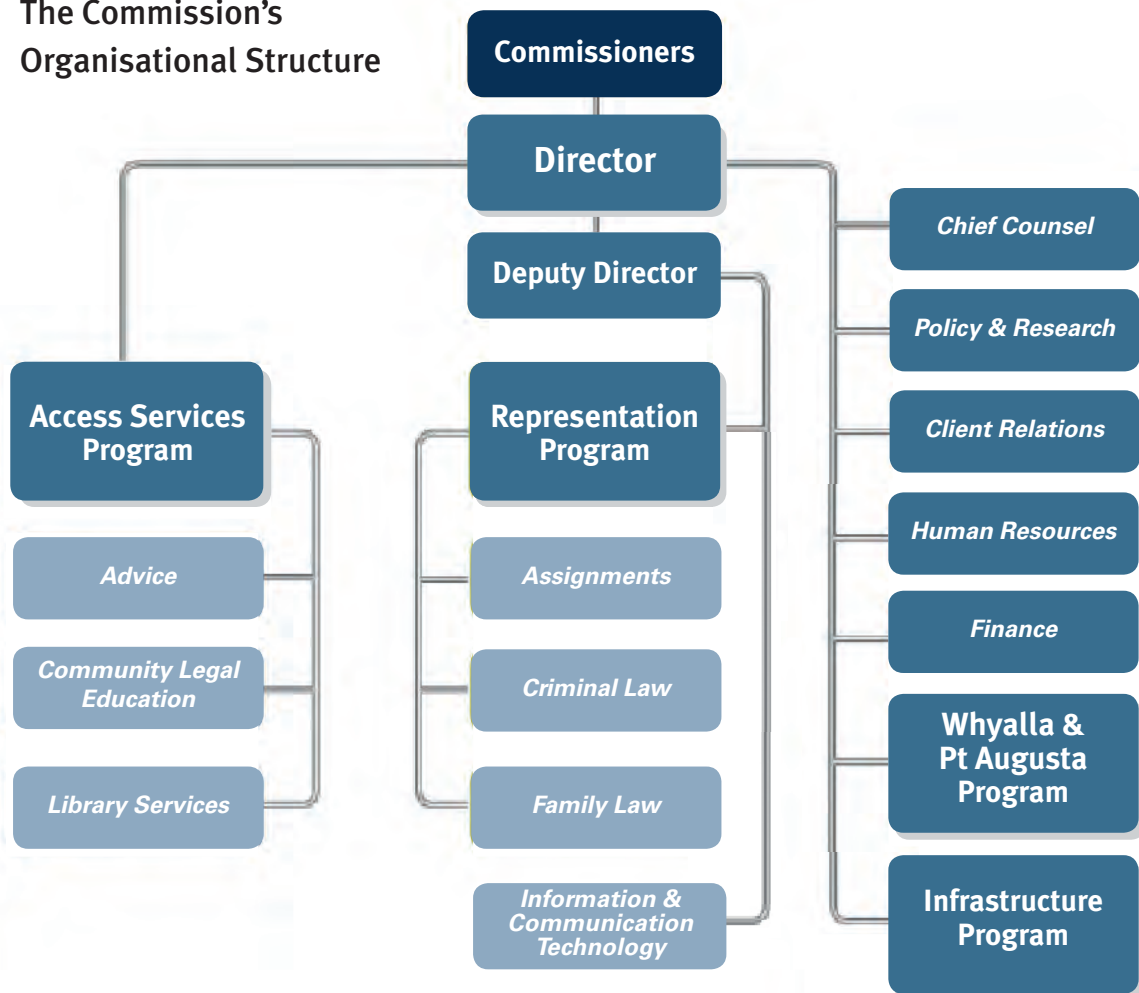 The Commission's
Organisational Structure
Commissioners
Director
Deputy Director
Access Services
Program
Advice
Community Legal
Education
Library Services
Representation
Program
Assignments
Criminal Law
Family Law
Information &
Communication
Technology
Chief Counsel
Policy & Research
Client Relations
Human Resources
Finance
Whyalla &
Pt Augusta
Program
Infrastructure
Program